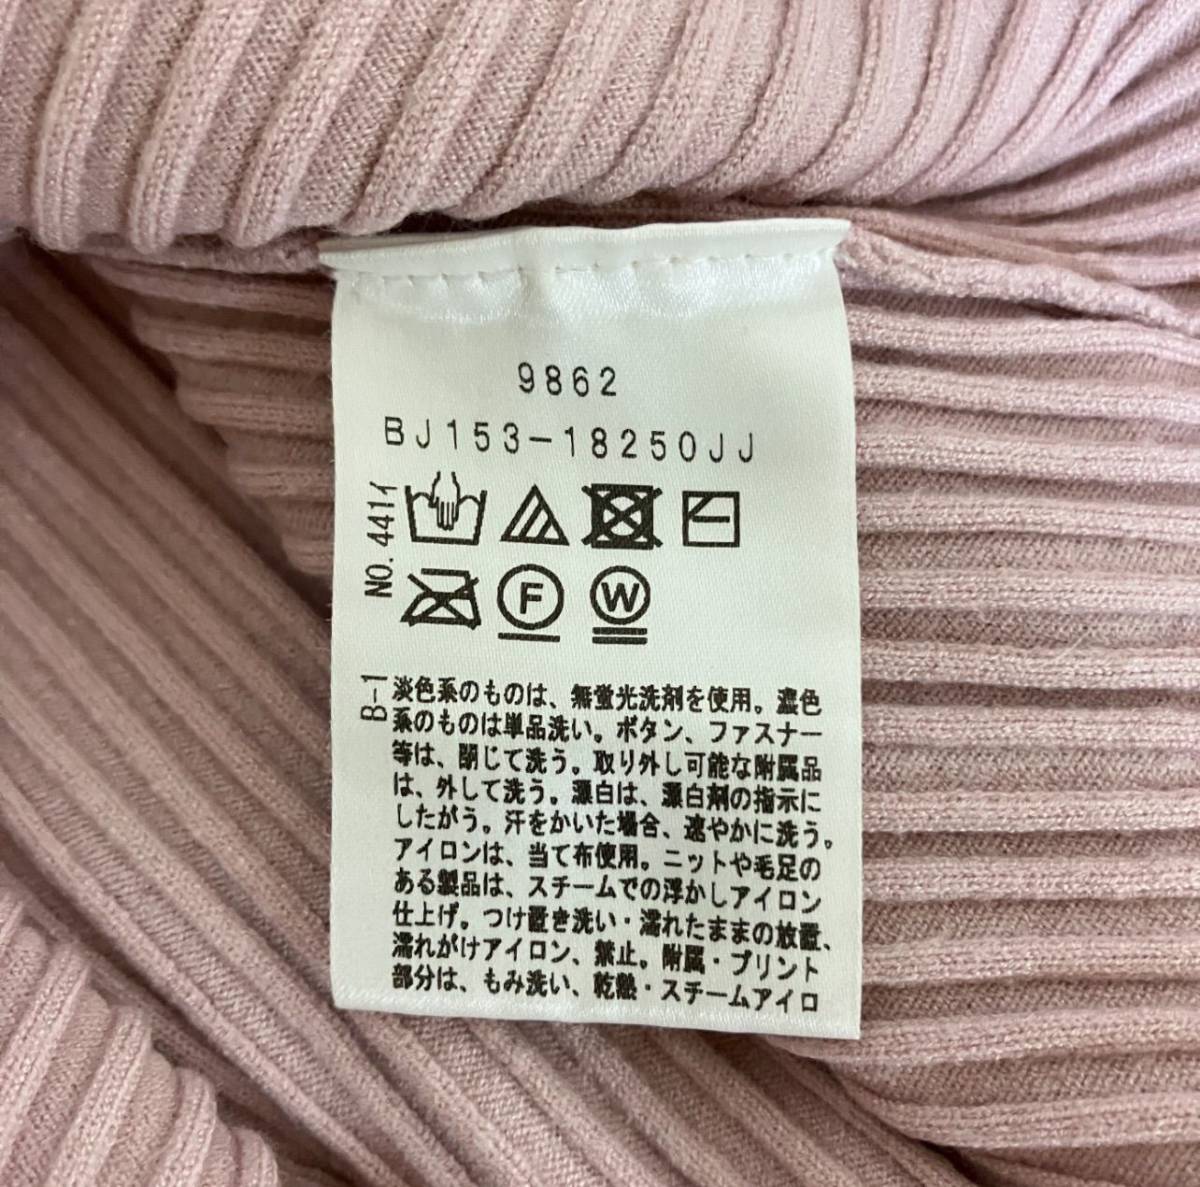 9862
BJ153-18250JJ
NO.441イ
F W
B-1
淡色系のものは、無蛍光洗剤を使用。濃色
系のものは単品洗い。ボタン、ファスナー
等は、閉じて洗う。取り外し可能な附属品
は、外して洗う。漂白は、漂白剤の指示に
したがう。汗をかいた場合、速やかに洗う。
アイロンは、当て布使用。ニットや毛足の
ある製品は、スチームでの浮かしアイロン
仕上げ。つけ置き洗い・濡れたままの放置、
濡れがけアイロン、禁止。附属・プリント
部分は、もみ洗い、乾熱・スチームアイロ